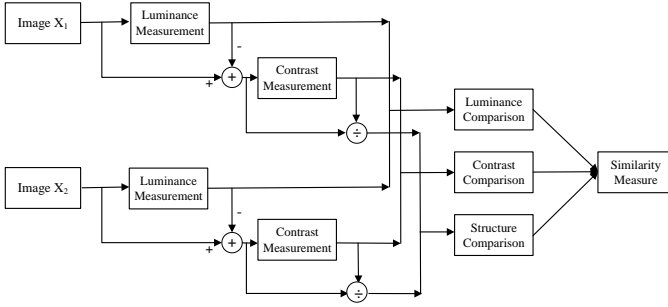 Image X₁
Luminance
Measurement
-
+
+
Contrast
Measurement
÷
Luminance
Comparison
Image X₂
Luminance
Measurement
Contrast
Comparison
Similarity
Measure
-
+
+
Contrast
Measurement
Structure
Comparison
÷